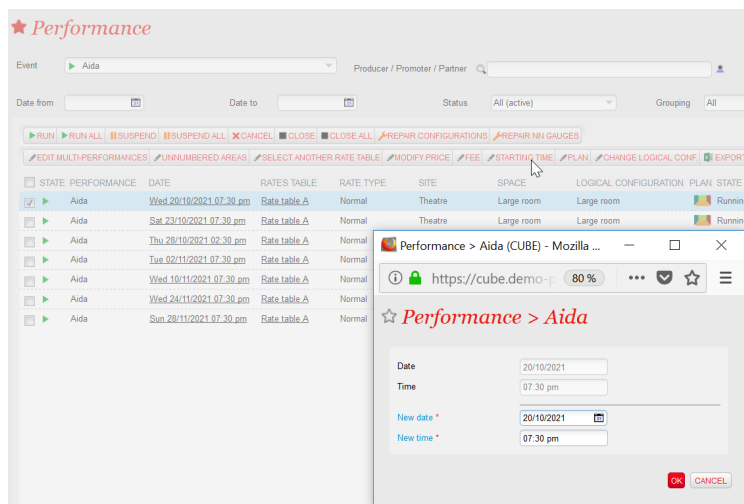 Performance
Event Aida Producer / Promoter / Partner
Date from Date to Status All (active) Grouping All
RUN RUN ALL SUSPEND SUSPEND ALL CANCEL CLOSE CLOSE ALL REPAIR CONFIGURATIONS REPAIR NN GAUGES
EDIT MULTI-PERFORMANCES UNNUMBERED AREAS SELECT ANOTHER RATE TABLE MODIFY PRICE FEE STARTING TIME PLAN CHANGE LOGICAL CONF. EXPORT
STATE PERFORMANCE DATE RATES TABLE RATE TYPE SITE SPACE LOGICAL CONFIGURATION PLAN STATE
Aida Wed 20/10/2021 07:30 pm Rate table A Normal Theatre Large room Large room Runnin
Aida Sat 23/10/2021 07:30 pm Rate table A Normal Theatre Large room Large room Runnin
Aida Thu 28/10/2021 02:30 pm Rate table A Normal
Aida Tue 02/11/2021 07:30 pm Rate table A Normal
Aida Wed 10/11/2021 07:30 pm Rate table A Normal
Aida Wed 24/11/2021 07:30 pm Rate table A Normal
Aida Sun 28/11/2021 07:30 pm Rate table A Normal
Performance > Aida (CUBE) - Mozilla ...
https://cube.demo-p 80 % ...
Performance > Aida
Date 20/10/2021
Time 07:30 pm
New date * 20/10/2021
New time * 07:30 pm
OK CANCEL